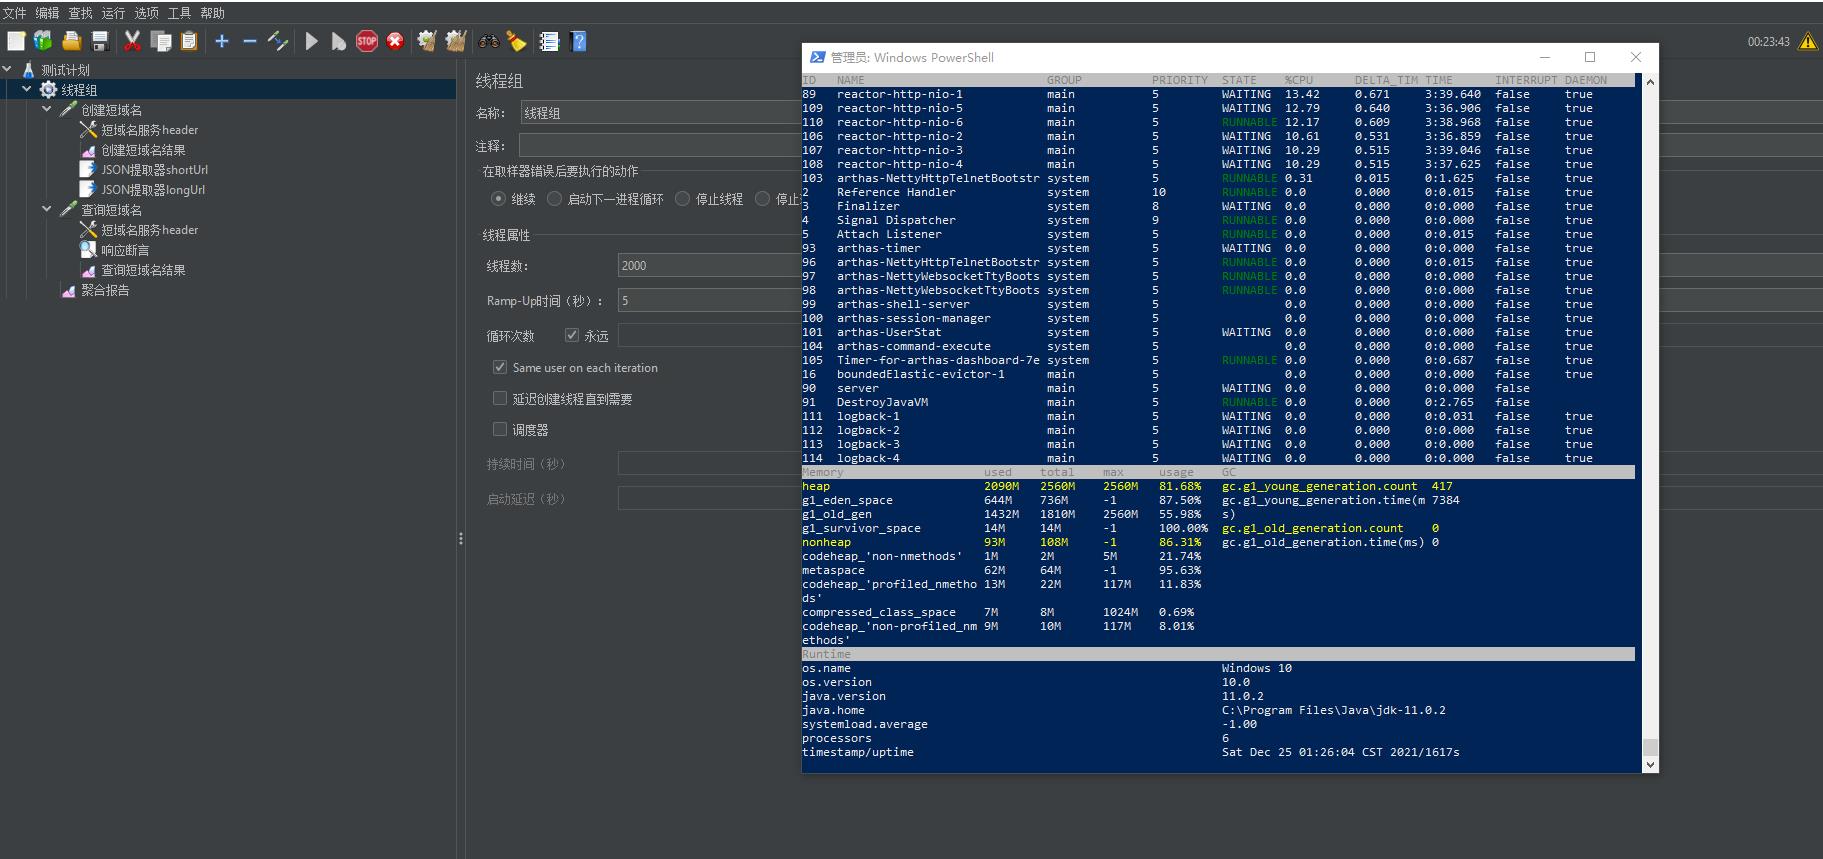 文件 编辑 查找 运行 选项 工具 帮助
00:23:43
测试计划
线程组
创建短域名
短域名服务header
创建短域名结果
JSON提取器shortUrl
JSON提取器longUrl
查询短域名
短域名服务header
响应断言
查询短域名结果
聚合报告
线程组
名称: 线程组
注释:
在取样器错误后要执行的动作
继续 启动下一进程循环 停止线程 停止
线程属性
线程数: 2000
Ramp-Up时间（秒）: 5
循环次数 永远
Same user on each iteration
延迟创建线程直到需要
调度器
持续时间（秒）
启动延迟（秒）
管理员: Windows PowerShell
ID NAME GROUP PRIORITY STATE %CPU DELTA_TIM TIME INTERRUPT DAEMON
89 reactor-http-nio-1 main 5 WAITING 13.42 0.671 3:39.640 false true
109 reactor-http-nio-5 main 5 WAITING 12.79 0.640 3:36.906 false true
110 reactor-http-nio-6 main 5 RUNNABLE 12.17 0.609 3:38.968 false true
106 reactor-http-nio-2 main 5 WAITING 10.61 0.531 3:36.859 false true
107 reactor-http-nio-3 main 5 WAITING 10.29 0.515 3:39.046 false true
108 reactor-http-nio-4 main 5 WAITING 10.29 0.515 3:37.625 false true
103 arthas-NettyHttpTelnetBootstr system 5 RUNNABLE 0.31 0.015 0:1.625 false true
2 Reference Handler system 10 RUNNABLE 0.0 0.000 0:0.015 false true
3 Finalizer system 8 WAITING 0.0 0.000 0:0.000 false true
4 Signal Dispatcher system 9 RUNNABLE 0.0 0.000 0:0.000 false true
5 Attach Listener system 5 RUNNABLE 0.0 0.000 0:0.015 false true
93 arthas-timer system 5 WAITING 0.0 0.000 0:0.000 false true
96 arthas-NettyHttpTelnetBootstr system 5 RUNNABLE 0.0 0.000 0:0.015 false true
97 arthas-NettyWebsocketTtyBoots system 5 RUNNABLE 0.0 0.000 0:0.000 false true
98 arthas-NettyWebsocketTtyBoots system 5 RUNNABLE 0.0 0.000 0:0.000 false true
99 arthas-shell-server system 5 0.0 0.000 0:0.000 false true
100 arthas-session-manager system 5 0.0 0.000 0:0.000 false true
101 arthas-UserStat system 5 WAITING 0.0 0.000 0:0.000 false true
104 arthas-command-execute system 5 0.0 0.000 0:0.000 false true
105 Timer-for-arthas-dashboard-7e system 5 RUNNABLE 0.0 0.000 0:0.687 false true
16 boundedElastic-evictor-1 main 5 0.0 0.000 0:0.000 false true
90 server main 5 WAITING 0.0 0.000 0:0.000 false
91 DestroyJavaVM main 5 RUNNABLE 0.0 0.000 0:2.765 false
111 logback-1 main 5 WAITING 0.0 0.000 0:0.031 false true
112 logback-2 main 5 WAITING 0.0 0.000 0:0.000 false true
113 logback-3 main 5 WAITING 0.0 0.000 0:0.000 false true
114 logback-4 main 5 WAITING 0.0 0.000 0:0.000 false true
Memory used total max usage GC
heap 2090M 2560M 2560M 81.68% gc.g1_young_generation.count 417
g1_eden_space 644M 736M -1 87.50% gc.g1_young_generation.time(m 7384
g1_old_gen 1432M 1810M 2560M 55.98% s)
g1_survivor_space 14M 14M -1 100.00% gc.g1_old_generation.count 0
nonheap 93M 108M -1 86.31% gc.g1_old_generation.time(ms) 0
codeheap_'non-nmethods' 1M 2M 5M 21.74%
metaspace 62M 64M -1 95.63%
codeheap_'profiled_nmetho 13M 22M 117M 11.83%
ds'
compressed_class_space 7M 8M 1024M 0.69%
codeheap_'non-profiled_nm 9M 10M 117M 8.01%
ethods'
Runtime
os.name Windows 10
os.version 10.0
java.version 11.0.2
java.home C:\Program Files\Java\jdk-11.0.2
systemload.average -1.00
processors 6
timestamp/uptime Sat Dec 25 01:26:04 CST 2021/1617s